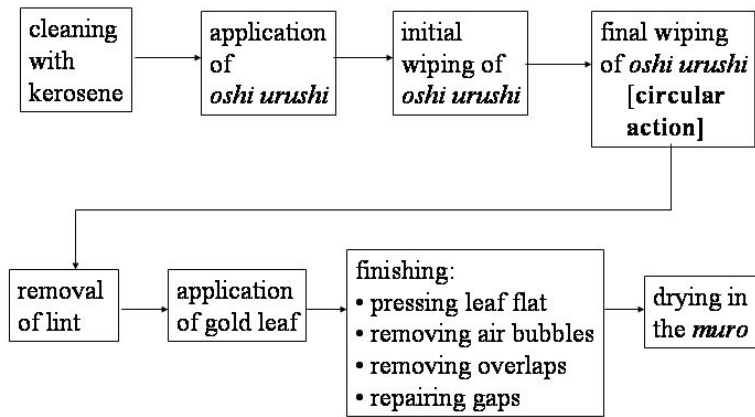 cleaning
with
kerosene
application
of
oshi urushi
initial
wiping of
oshi urushi
final wiping
of oshi urushi
[circular
action]
removal
of lint
application
of gold leaf
finishing:
• pressing leaf flat
• removing air bubbles
• removing overlaps
• repairing gaps
drying in
the muro